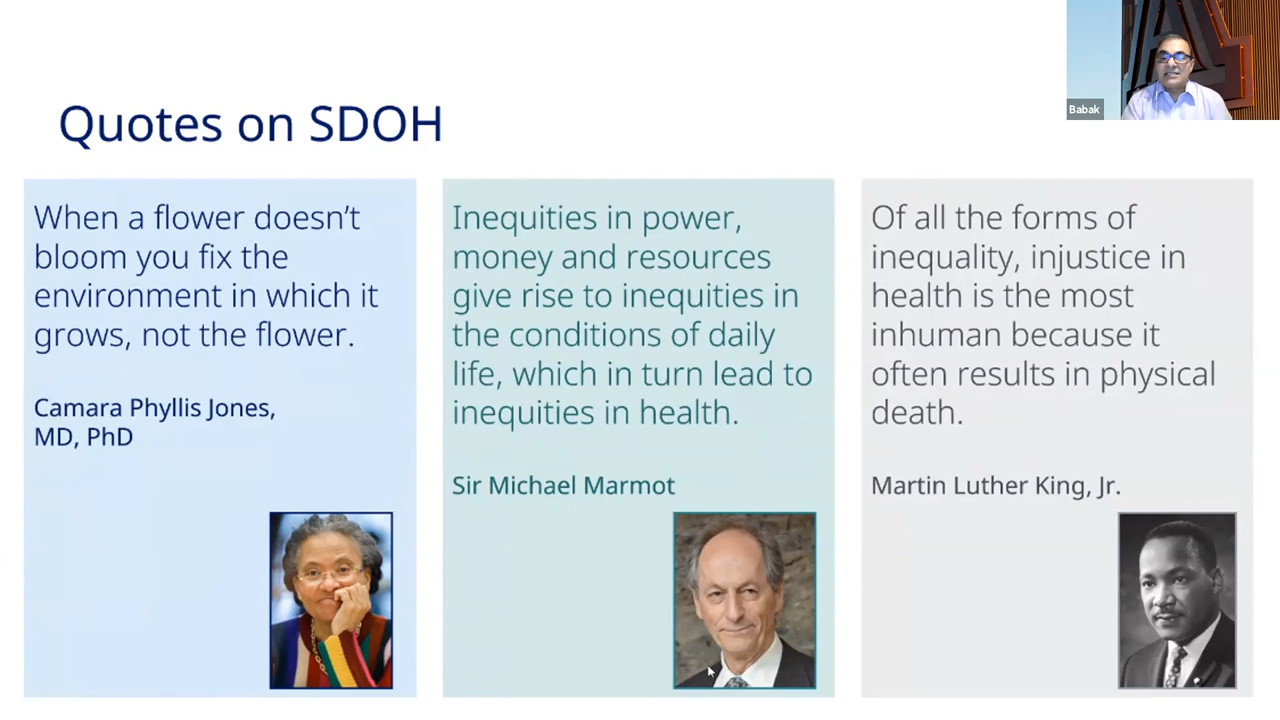 Babak
Quotes on SDOH
When a flower doesn't
bloom you fix the
environment in which it
grows, not the flower.
Camara Phyllis Jones,
MD, PhD
Inequities in power,
money and resources
give rise to inequities in
the conditions of daily
life, which in turn lead to
inequities in health.
Sir Michael Marmot
Of all the forms of
inequality, injustice in
health is the most
inhuman because it
often results in physical
death.
Martin Luther King, Jr.